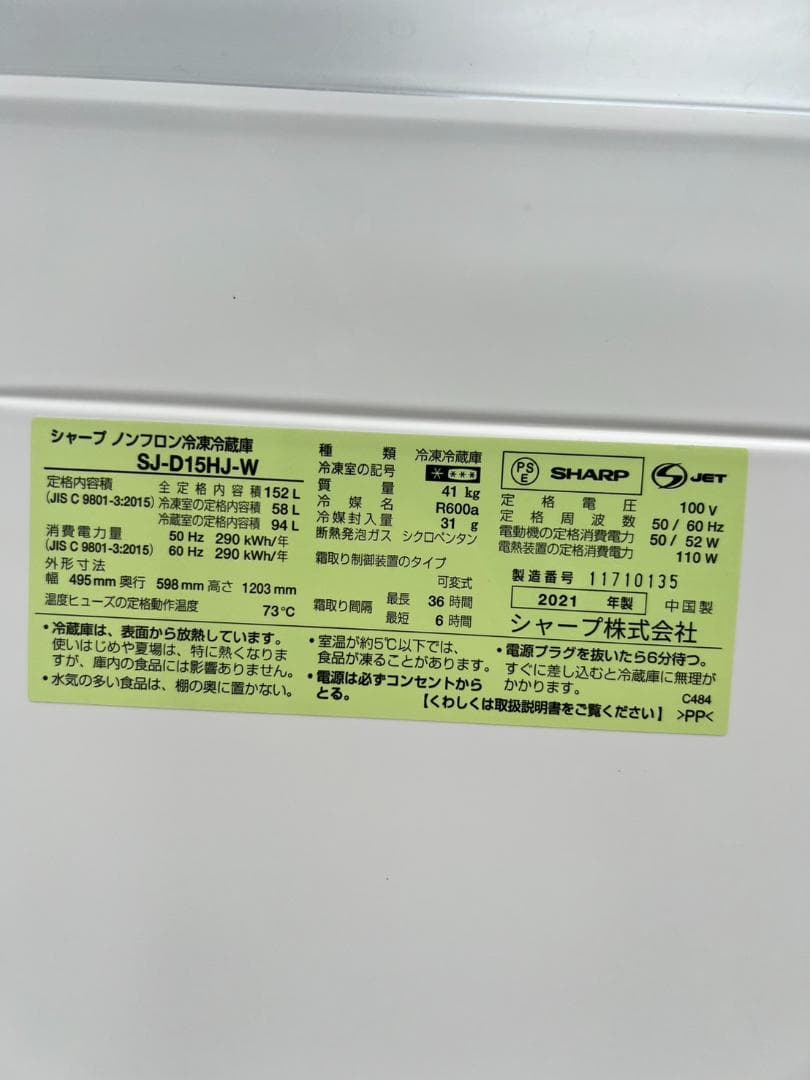 シャープ ノンフロン冷凍冷蔵庫
SJ-D15HJ-W
定格内容積 全定格内容積 152 L
(JIS C 9801-3:2015) 冷凍室の定格内容積 58 L
冷蔵室の定格内容積 94 L
消費電力量 50 Hz 290 kWh/年
(JIS C 9801-3:2015) 60 Hz 290 kWh/年
外形寸法
幅 495 mm 奥行 598 mm 高さ 1203 mm
温度ヒューズの定格動作温度 73℃
種類 冷凍冷蔵庫
冷凍室の記号 * ***
質量 41 kg
冷媒名 R600a
冷媒封入量 31 g
断熱発泡ガス シクロペンタン
霜取り制御装置のタイプ
可変式
霜取り間隔 最長 36 時間
最短 6 時間
PSE SHARP S JET
定格電圧 100 V
定格周波数 50 / 60 Hz
電動機の定格消費電力 50 / 52 W
電熱装置の定格消費電力 110 W
製造番号 11710135
2021 年製 中国製
シャープ株式会社
・冷蔵庫は、表面から放熱しています。
使いはじめや夏場は、特に熱くなりま
すが、庫内の食品には影響ありません。
・水気の多い食品は、棚の奥に置かない。
・室温が約5℃以下では、
食品が凍ることがあります。
・電源は必ずコンセントから
とる。
・電源プラグを抜いたら6分待つ。
すぐに差し込むと冷蔵庫に無理が
かかります。
【くわしくは取扱説明書をご覧ください】
C484
>PP<